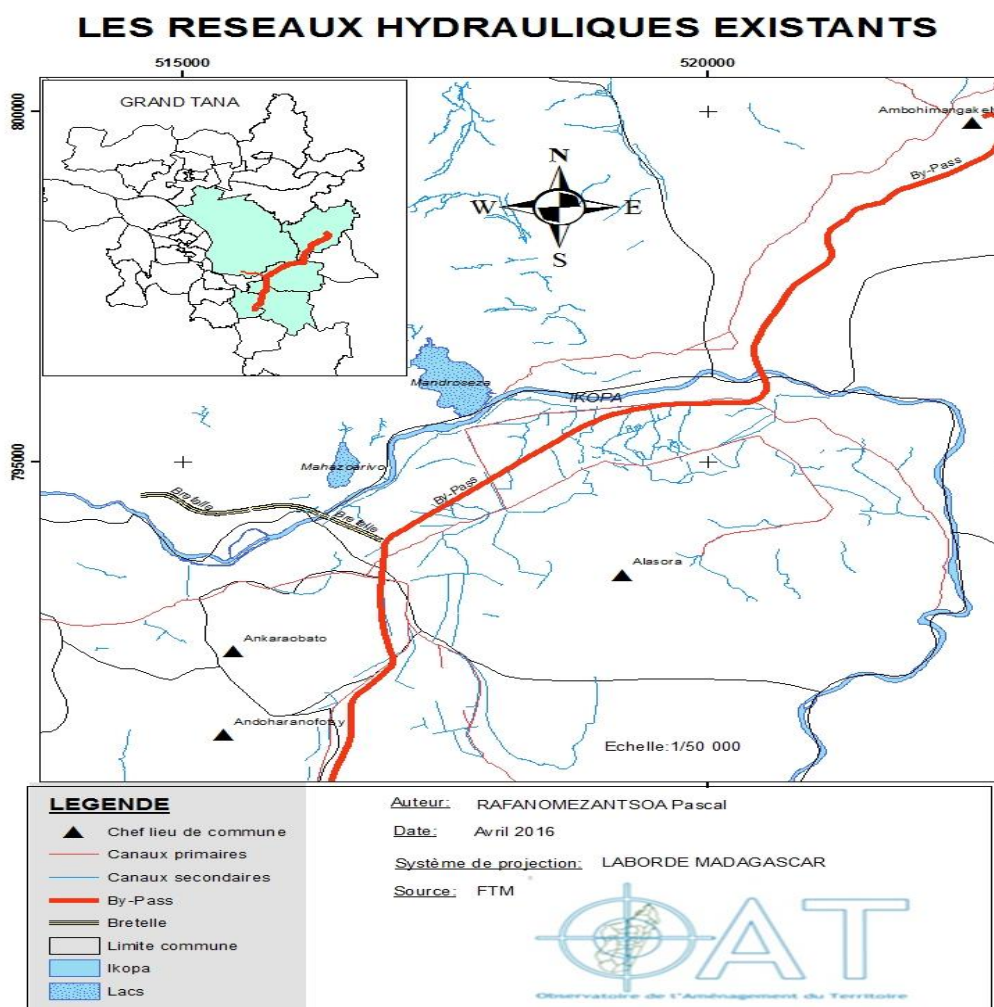 LES RESEAUX HYDRAULIQUES EXISTANTS
515000
520000
800000
795000
GRAND TANA
N
W
E
S
By-Pass
Mandroseza
IKOPA
Mahazoarivo
By-Pass
Bretelle
Bretelle
Alasora
Ankaraobato
Andoharanofotsy
Echelle:1/50 000
LEGENDE
Chef lieu de commune
Canaux primaires
Canaux secondaires
By-Pass
Bretelle
Limite commune
Ikopa
Lacs
Auteur: RAFANOMEZANTSOA Pascal
Date: Avril 2016
Système de projection: LABORDE MADAGASCAR
Source: FTM
OAT
Observatoire de l'Aménagement du Territoire